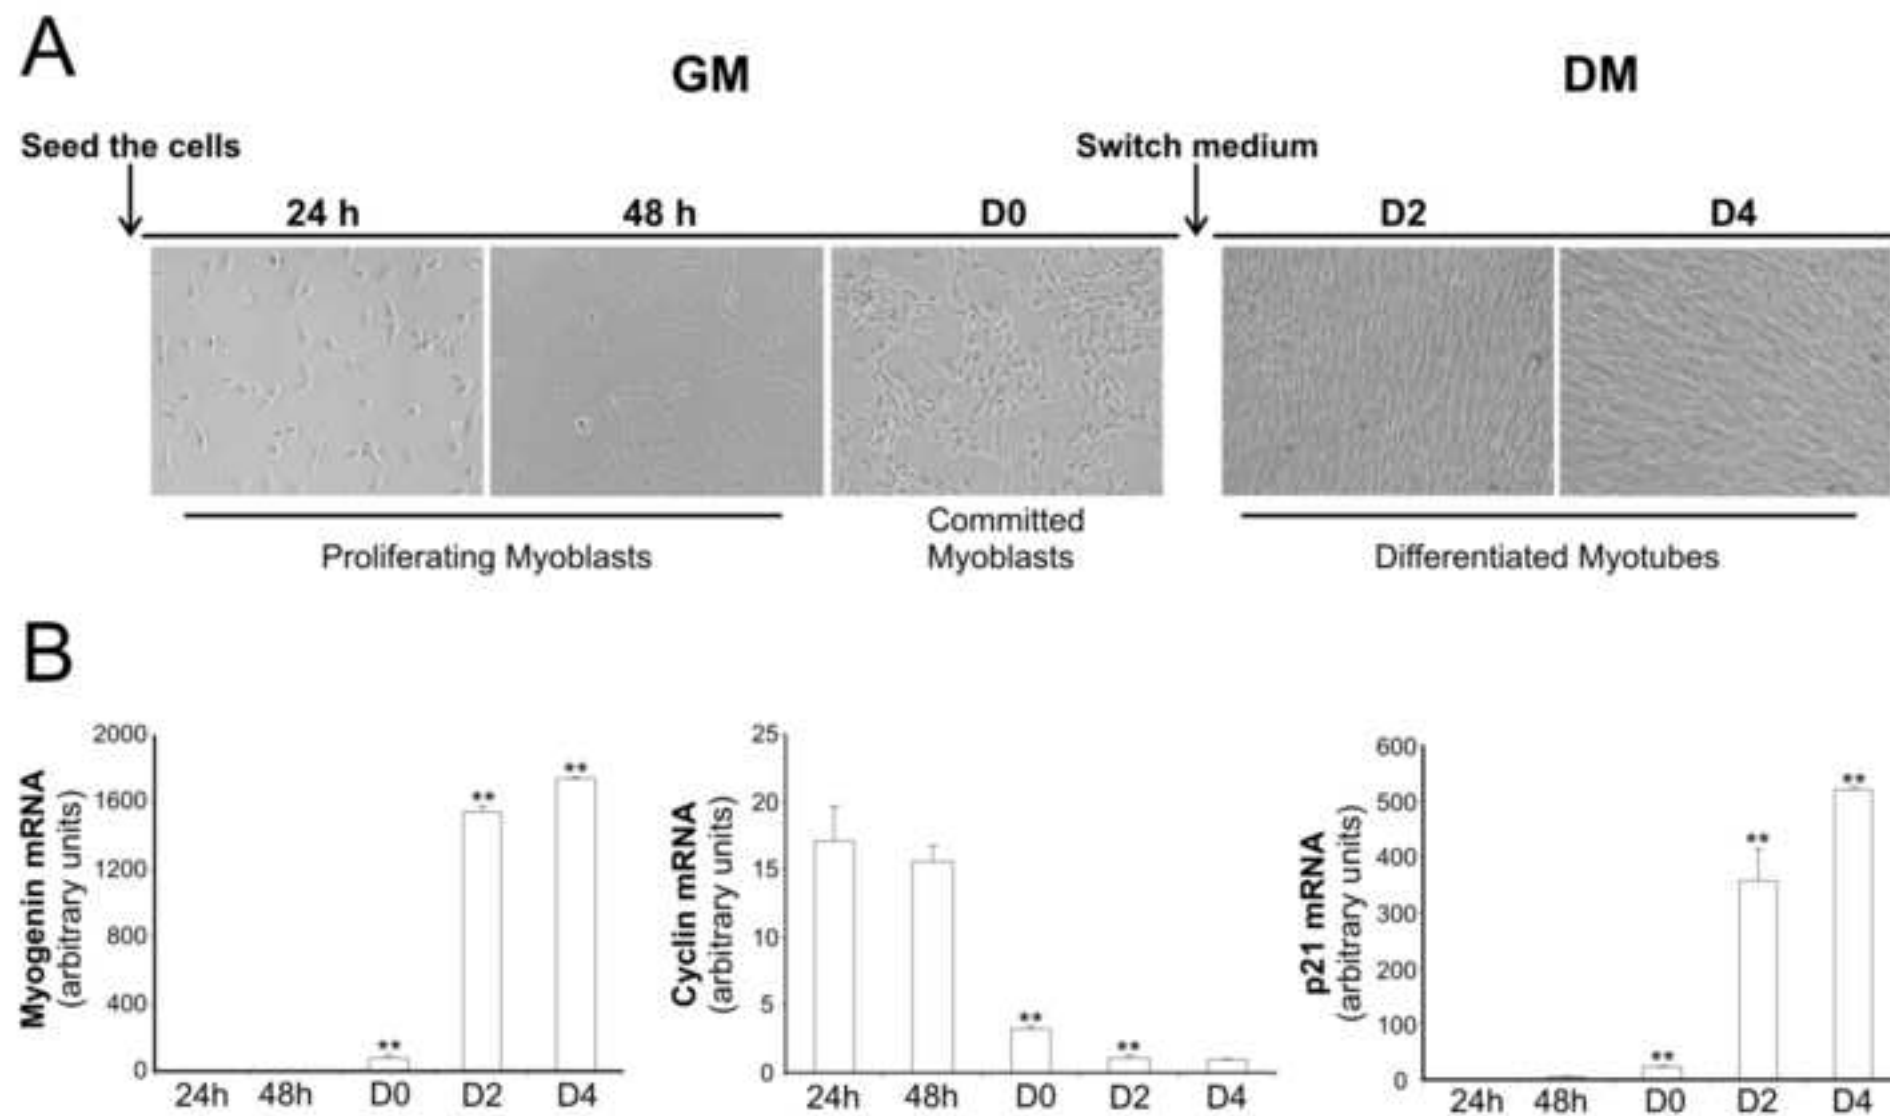 A
GM
DM
Seed the cells
Switch medium
24 h
48 h
D0
D2
D4
Proliferating Myoblasts
Committed
Myoblasts
Differentiated Myotubes
B
Myogenin mRNA
(arbitrary units)
2000
1600
1200
800
400
0
**
**
**
24h
48h
D0
D2
D4
Cyclin mRNA
(arbitrary units)
25
20
15
10
5
0
**
**
24h
48h
D0
D2
D4
p21 mRNA
(arbitrary units)
600
500
400
300
200
100
0
**
**
**
24h
48h
D0
D2
D4